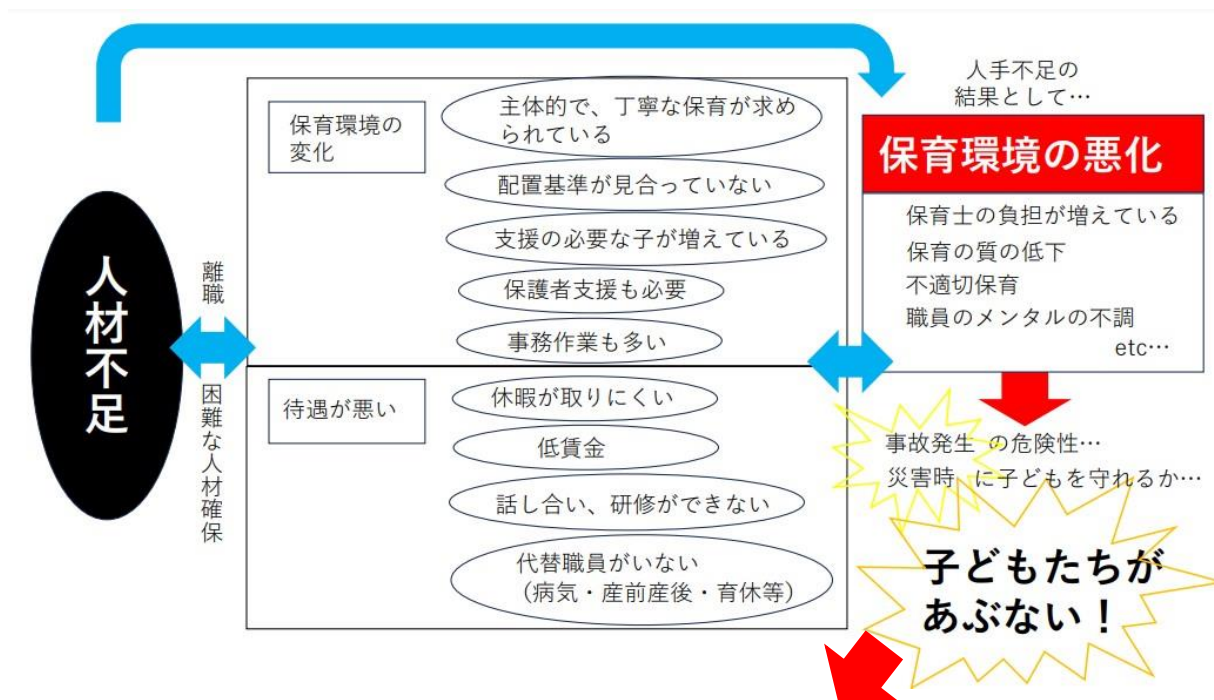 人材不足
離職
困難な人材確保
保育環境の
変化
主体的で、丁寧な保育が求め
られている
配置基準が見合っていない
支援の必要な子が増えている
保護者支援も必要
事務作業も多い
待遇が悪い
休暇が取りにくい
低賃金
話し合い、研修ができない
代替職員がいない
（病気・産前産後・育休等）
人手不足の
結果として…
保育環境の悪化
保育士の負担が増えている
保育の質の低下
不適切保育
職員のメンタルの不調
etc…
事故発生 の危険性…
災害時 に子どもを守れるか…
子どもたちが
あぶない！